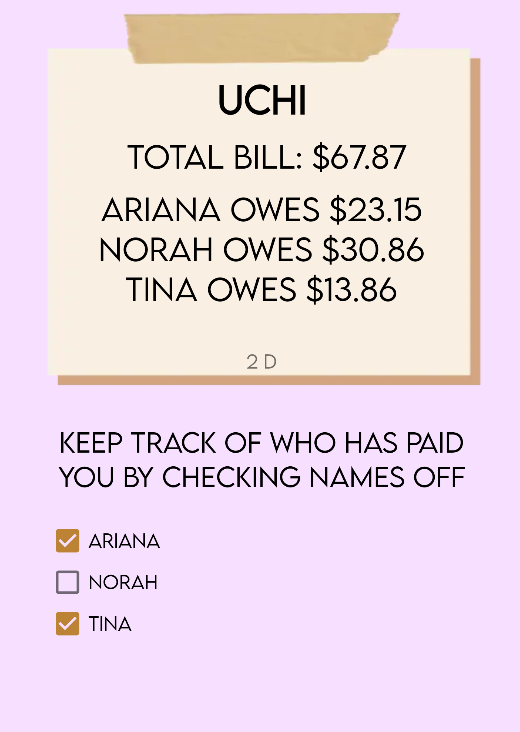 UCHI
TOTAL BILL: $67.87
ARIANA OWES $23.15
NORAH OWES $30.86
TINA OWES $13.86
2 D
KEEP TRACK OF WHO HAS PAID
YOU BY CHECKING NAMES OFF
ARIANA
NORAH
TINA